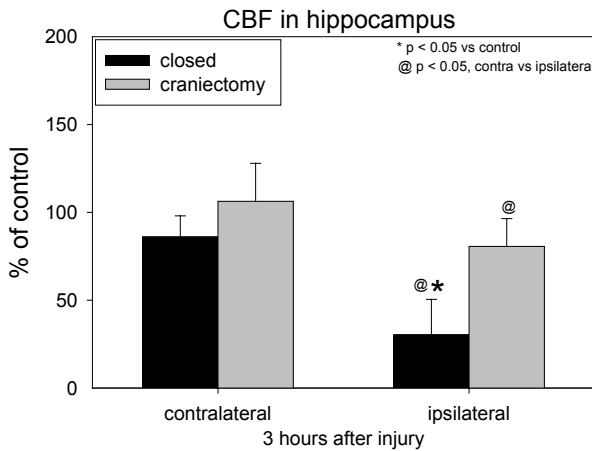 CBF in hippocampus
200
150
100
50
0
% of control
closed
craniectomy
* p < 0.05 vs control
@ p < 0.05, contra vs ipsilateral
@ *
@
contralateral
ipsilateral
3 hours after injury